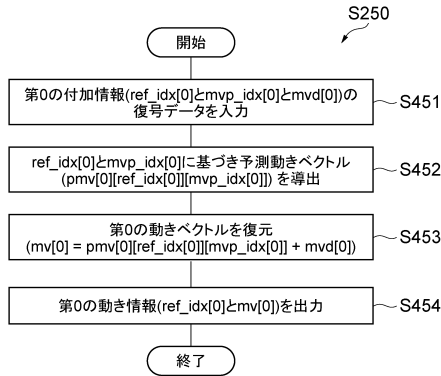 S250
開始
第0の付加情報(ref_idx[0]とmvp_idx[0]とmvd[0])の
復号データを入力
S451
ref_idx[0]とmvp_idx[0]に基づき予測動きベクトル
(pmv[0][ref_idx[0]][mvp_idx[0]]) を導出
S452
第0の動きベクトルを復元
(mv[0] = pmv[0][ref_idx[0]][mvp_idx[0]] + mvd[0])
S453
第0の動き情報(ref_idx[0]とmv[0])を出力
S454
終了